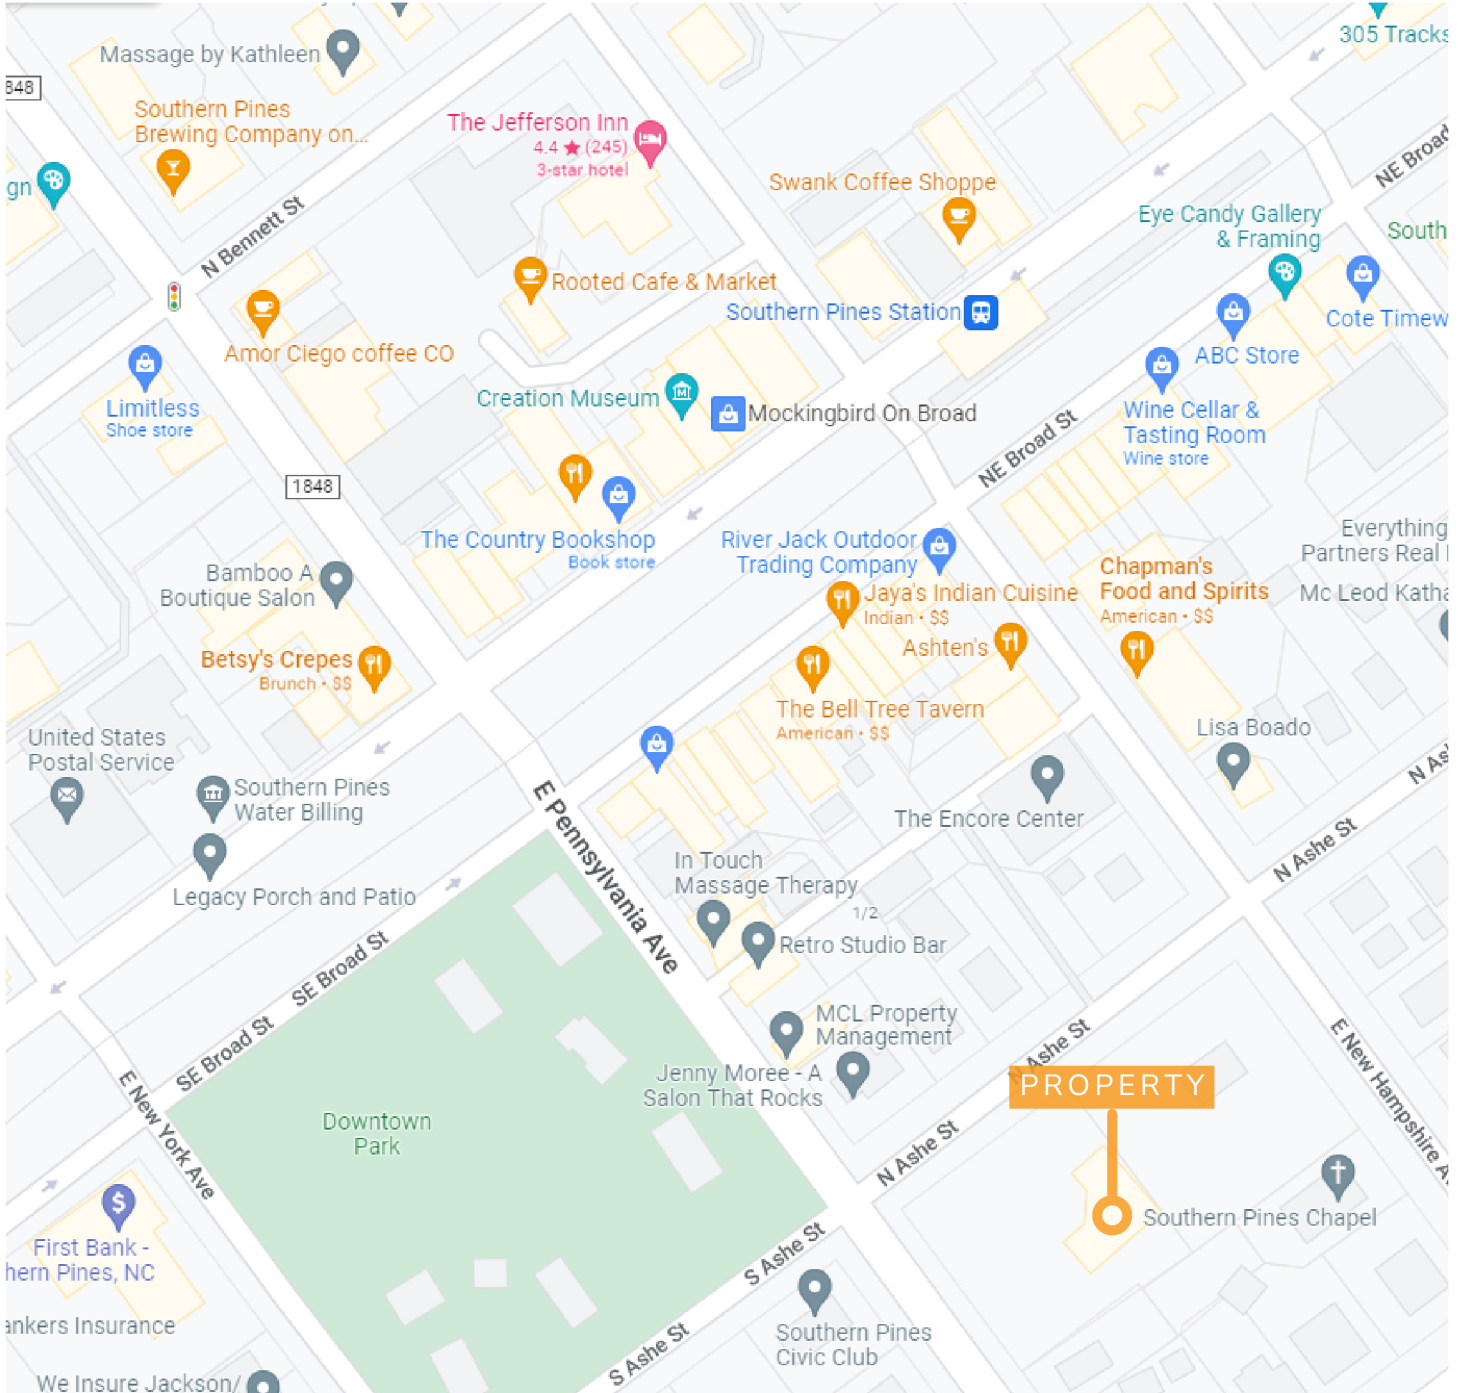 Massage by Kathleen
305 Tracks
848
Southern Pines
Brewing Company on...
The Jefferson Inn
4.4 ★ (245)
3-star hotel
NE Broad
gn
Swank Coffee Shoppe
N Bennett St
Eye Candy Gallery
& Framing
South
Rooted Cafe & Market
Southern Pines Station
Cote Timew
Amor Ciego coffee CO
ABC Store
Creation Museum
Mockingbird On Broad
Limitless
Shoe store
Wine Cellar &
Tasting Room
Wine store
NE Broad St
1848
The Country Bookshop
Book store
River Jack Outdoor
Trading Company
Everything
Partners Real
Bamboo A
Boutique Salon
Jaya's Indian Cuisine
Indian • $$
Chapman's
Food and Spirits
American • $$
Mc Leod Katha
Ashten's
Betsy's Crepes
Brunch • $$
The Bell Tree Tavern
American • $$
Lisa Boado
United States
Postal Service
Southern Pines
Water Billing
E Pennsylvania Ave
The Encore Center
N As
N Ashe St
In Touch
Massage Therapy
Legacy Porch and Patio
1/2
Retro Studio Bar
SE Broad St
MCL Property
Management
N Ashe St
SE Broad St
Jenny Moree - A
Salon That Rocks
PROPERTY
E New York Ave
E New Hampshire A
Downtown
Park
N Ashe St
Southern Pines Chapel
First Bank -
hern Pines, NC
S Ashe St
ankers Insurance
Southern Pines
Civic Club
S Ashe St
We Insure Jackson/